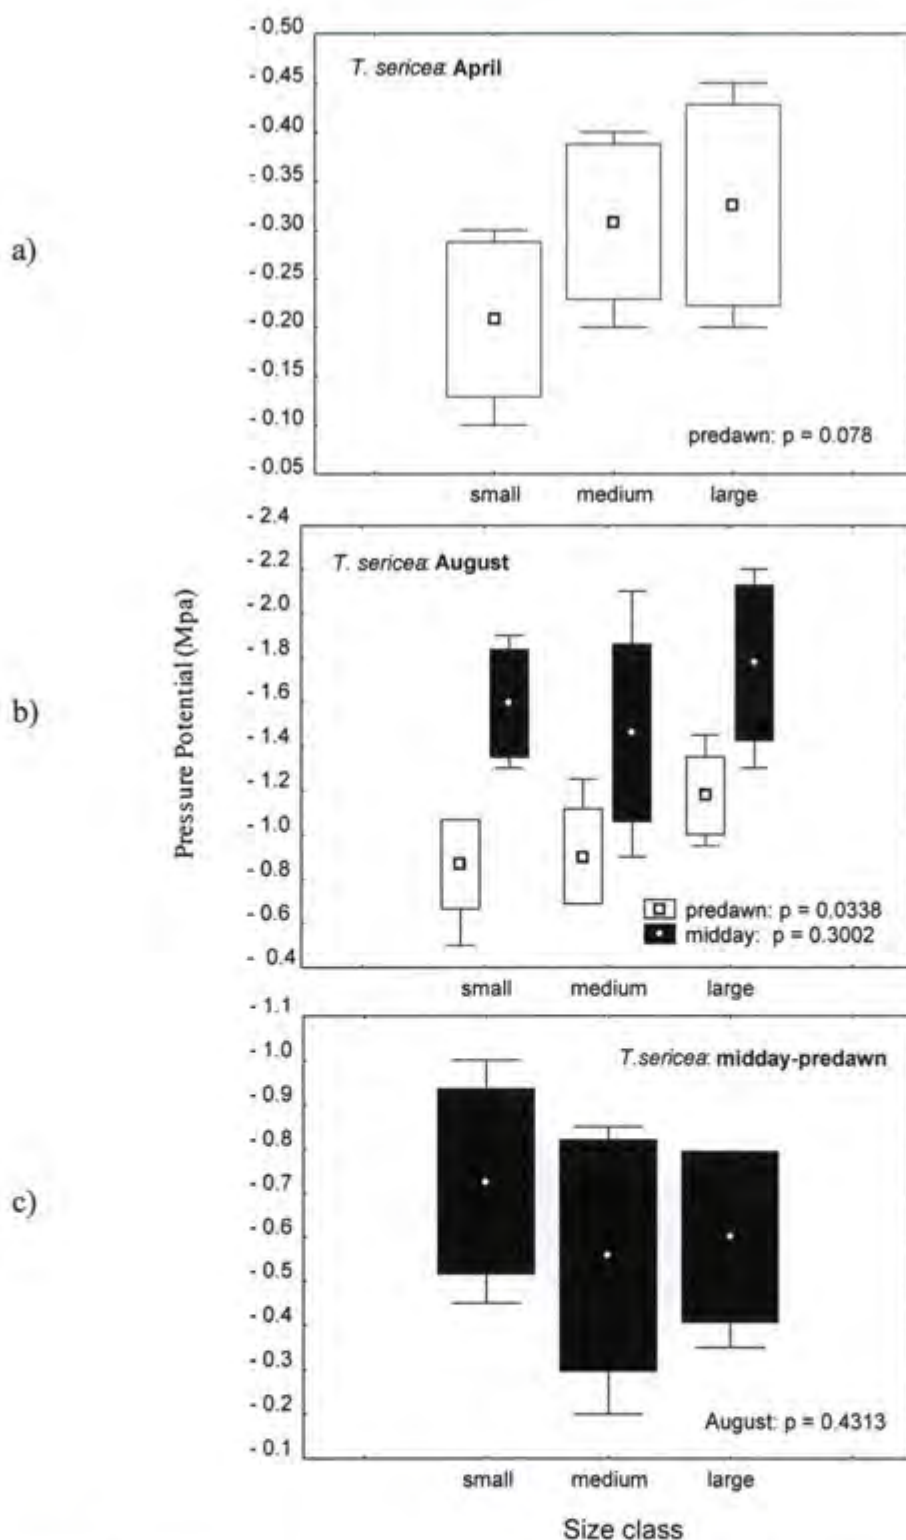 a)
- 0.50
- 0.45
- 0.40
- 0.35
- 0.30
- 0.25
- 0.20
- 0.15
- 0.10
- 0.05
T. sericea: April
predawn: p = 0.078
small medium large
Pressure Potential (Mpa)
b)
- 2.4
- 2.2
- 2.0
- 1.8
- 1.6
- 1.4
- 1.2
- 1.0
- 0.8
- 0.6
- 0.4
T. sericea: August
predawn: p = 0.0338
midday: p = 0.3002
small medium large
c)
- 1.1
- 1.0
- 0.9
- 0.8
- 0.7
- 0.6
- 0.5
- 0.4
- 0.3
- 0.2
- 0.1
T.sericea: midday-predawn
August: p = 0.4313
small medium large
Size class